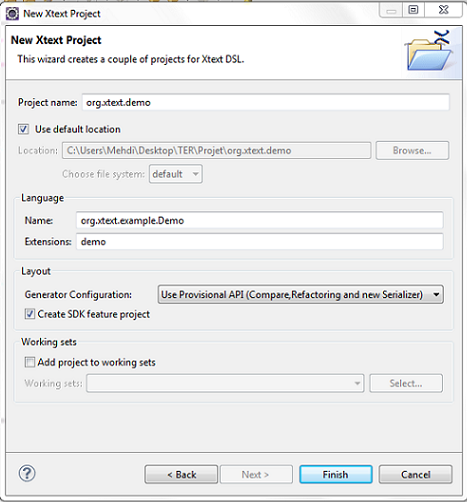 New Xtext Project
New Xtext Project
This wizard creates a couple of projects for Xtext DSL.
Project name: org.xtext.demo
Use default location
Location: C:\Users\Mehdi\Desktop\TER\Projet\org.xtext.demo Browse...
Choose file system: default
Language
Name: org.xtext.example.Demo
Extensions: demo
Layout
Generator Configuration: Use Provisional API (Compare,Refactoring and new Serializer)
Create SDK feature project
Working sets
Add project to working sets
Working sets: Select...
? < Back Next > Finish Cancel